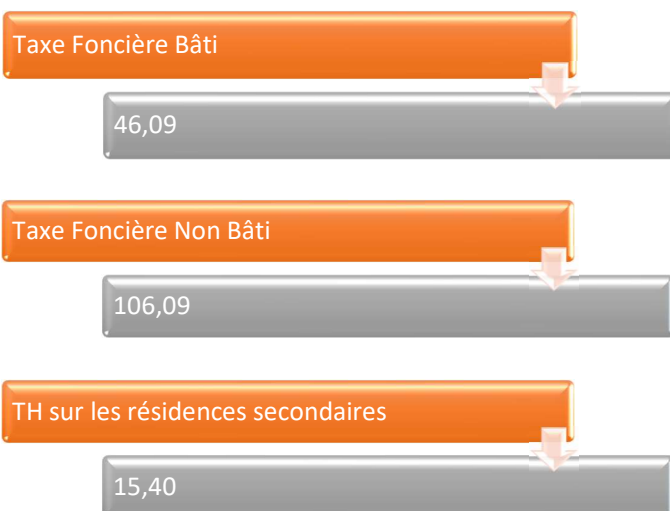 Taxe Foncière Bâti
46,09
Taxe Foncière Non Bâti
106,09
TH sur les résidences secondaires
15,40